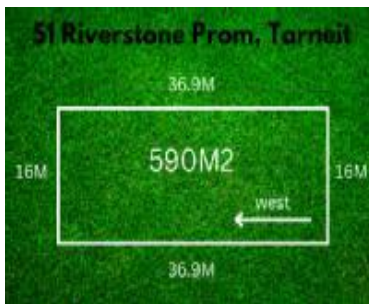 51 Riverstone Prom, Tarneit
36.9M
16M
590M2
16M
west
36.9M